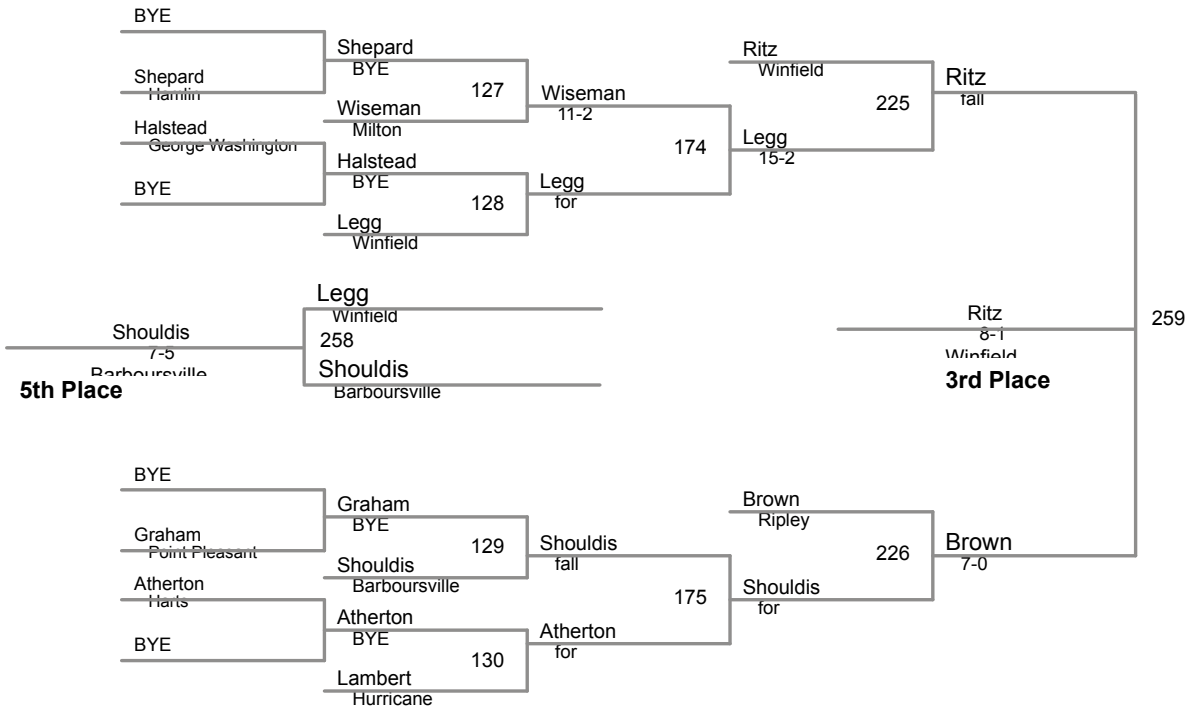 BYE
Shepard
Hamlin
Halstead
George Washington
BYE
Shepard
BYE
127
Wiseman
Milton
Halstead
BYE
128
Legg
Winfield
Wiseman
11-2
174
Legg
for
Ritz
Winfield
225
Legg
15-2
Ritz
fall
Legg
Winfield
258
Shouldis
Barboursville
Shouldis
7-5
Barboursville
5th Place
Ritz
8-1
Winfield
3rd Place
259
BYE
Graham
Point Pleasant
Atherton
Harts
BYE
Graham
BYE
129
Shouldis
Barboursville
Atherton
BYE
130
Lambert
Hurricane
Shouldis
fall
175
Atherton
for
Brown
Ripley
226
Shouldis
for
Brown
7-0